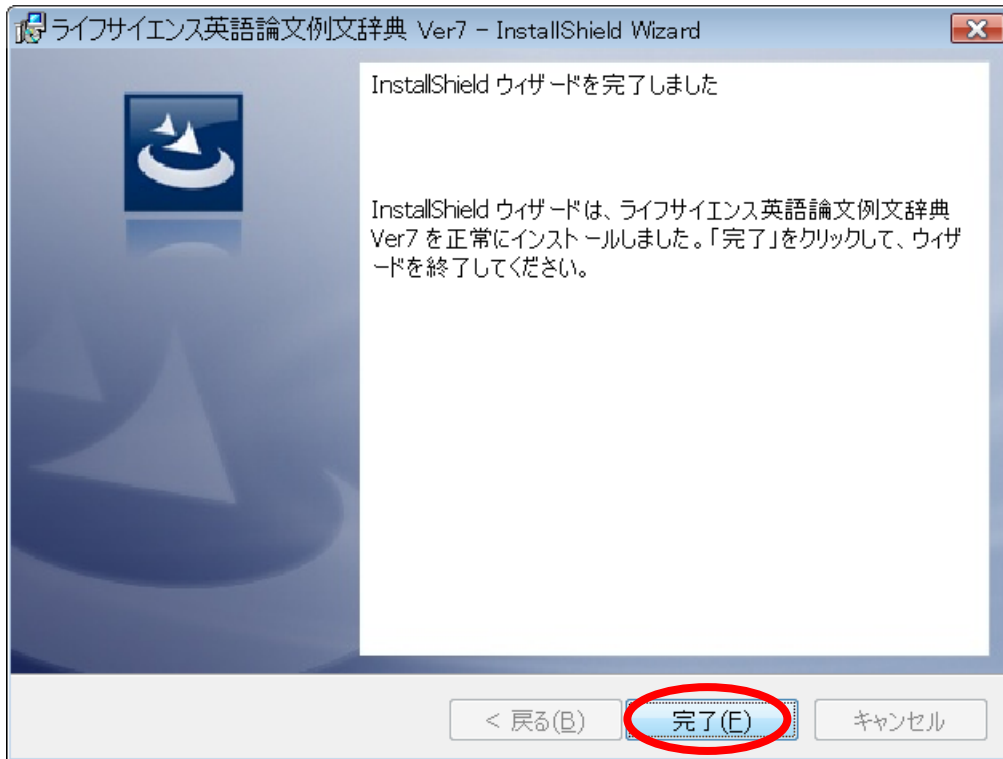 ライフサイエンス英語論文例文辞典 Ver7 - InstallShield Wizard
InstallShield ウィザードを完了しました
InstallShield ウィザードは、ライフサイエンス英語論文例文辞典
Ver7 を正常にインストールしました。「完了」をクリックして、ウィザ
ードを終了してください。
< 戻る(B)
完了(F)
キャンセル